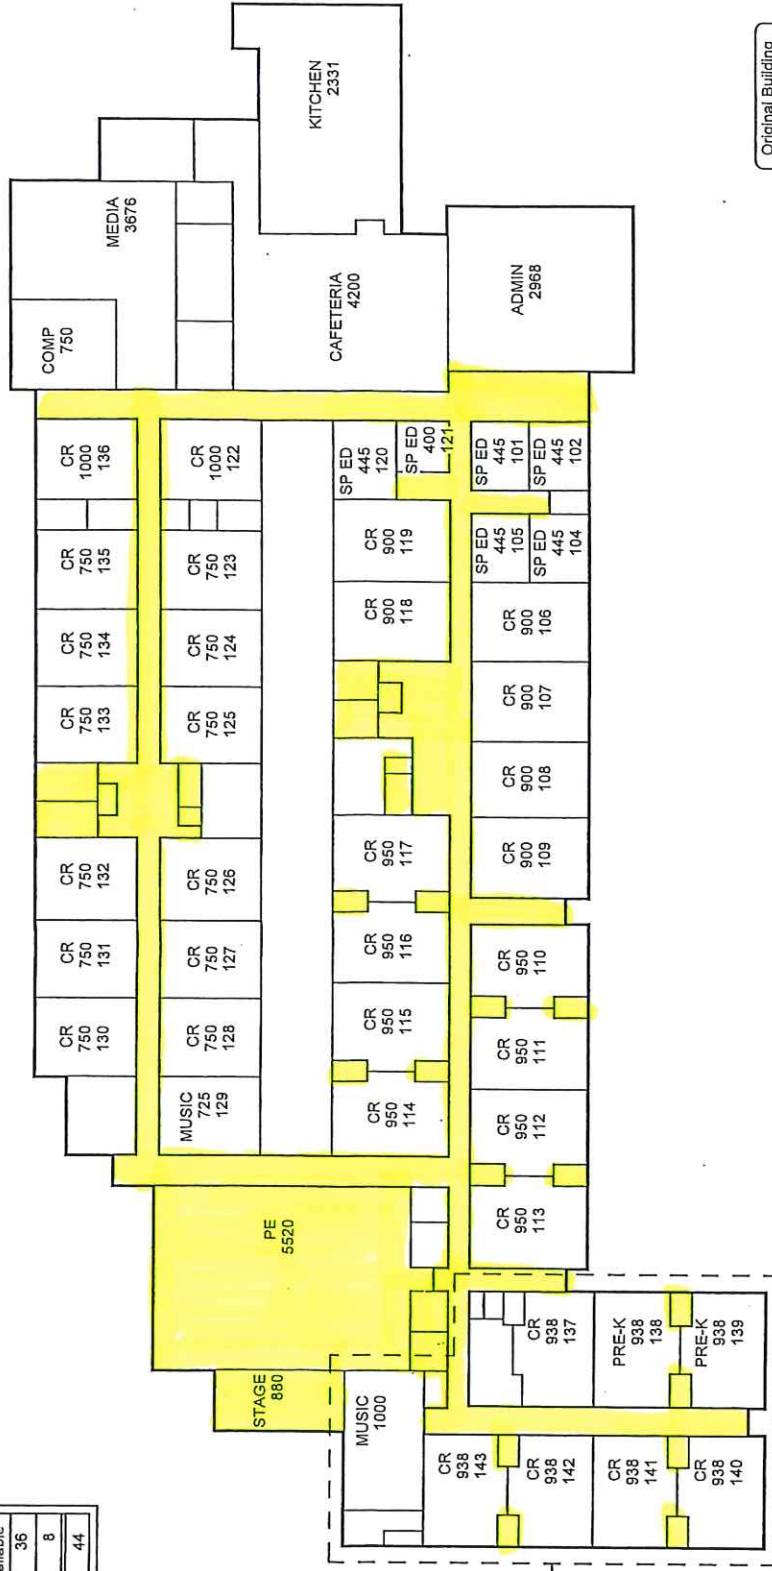 Original Building
KITCHEN
2331
MEDIA
3676
COMP
750
CAFETERIA
4200
ADMIN
2968
CR
1000
136
CR
750
135
CR
750
134
CR
750
133
CR
750
132
CR
750
131
CR
750
130
CR
1000
122
CR
750
123
CR
750
124
CR
750
125
CR
750
126
CR
750
127
CR
750
128
MUSIC
725
129
SP ED
445
120
SP ED
400
121
CR
900
119
CR
900
118
CR
950
117
CR
950
116
CR
950
115
CR
950
114
SP ED
445
101
SP ED
445
102
SP ED
445
105
SP ED
445
104
CR
900
106
CR
900
107
CR
900
108
CR
900
109
CR
950
110
CR
950
111
CR
950
112
CR
950
113
PE
5520
STAGE
880
MUSIC
1000
CR
938
137
PRE-K
938
138
PRE-K
938
139
CR
938
143
CR
938
142
CR
938
141
CR
938
140
36
8
44